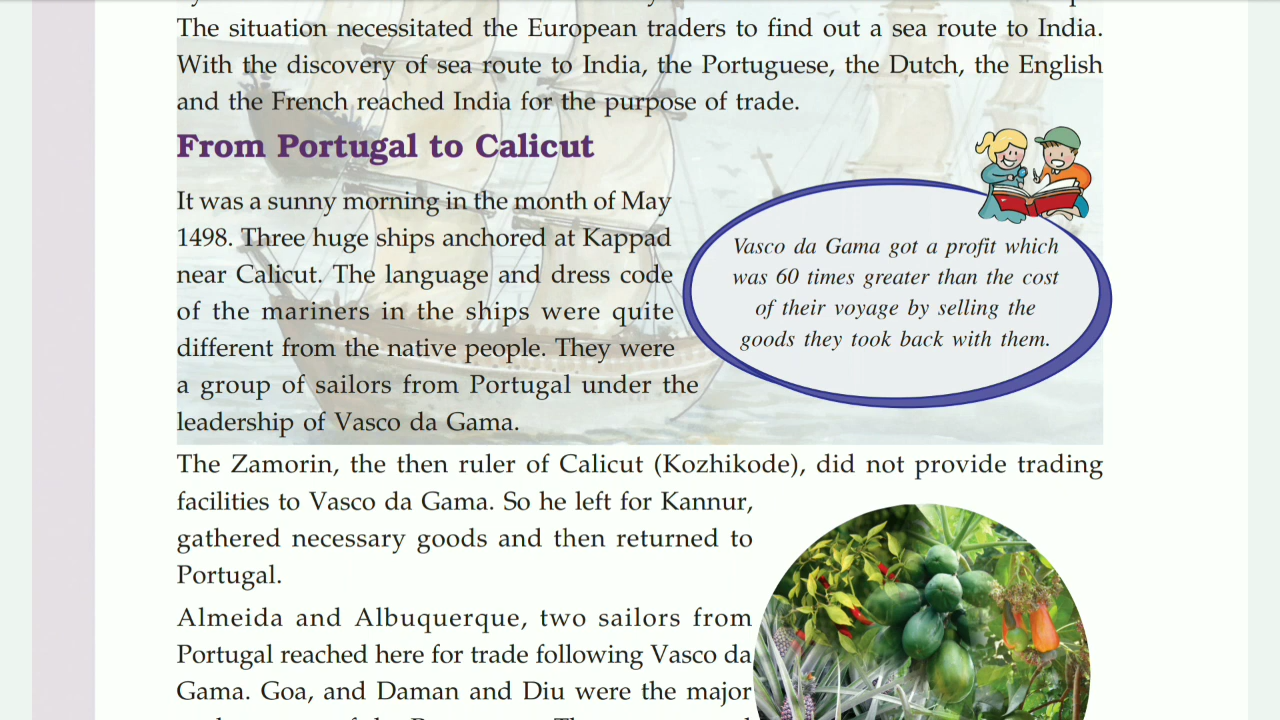 The situation necessitated the European traders to find out a sea route to India.
With the discovery of sea route to India, the Portuguese, the Dutch, the English
and the French reached India for the purpose of trade.
From Portugal to Calicut
It was a sunny morning in the month of May
1498. Three huge ships anchored at Kappad
near Calicut. The language and dress code
of the mariners in the ships were quite
different from the native people. They were
a group of sailors from Portugal under the
leadership of Vasco da Gama.
Vasco da Gama got a profit which
was 60 times greater than the cost
of their voyage by selling the
goods they took back with them.
The Zamorin, the then ruler of Calicut (Kozhikode), did not provide trading
facilities to Vasco da Gama. So he left for Kannur,
gathered necessary goods and then returned to
Portugal.
Almeida and Albuquerque, two sailors from
Portugal reached here for trade following Vasco da
Gama. Goa, and Daman and Diu were the major